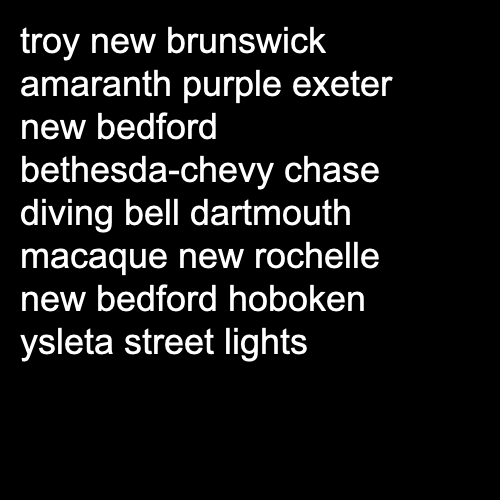 troy new brunswick
amaranth purple exeter
new bedford
bethesda-chevy chase
diving bell dartmouth
macaque new rochelle
new bedford hoboken
ysleta street lights